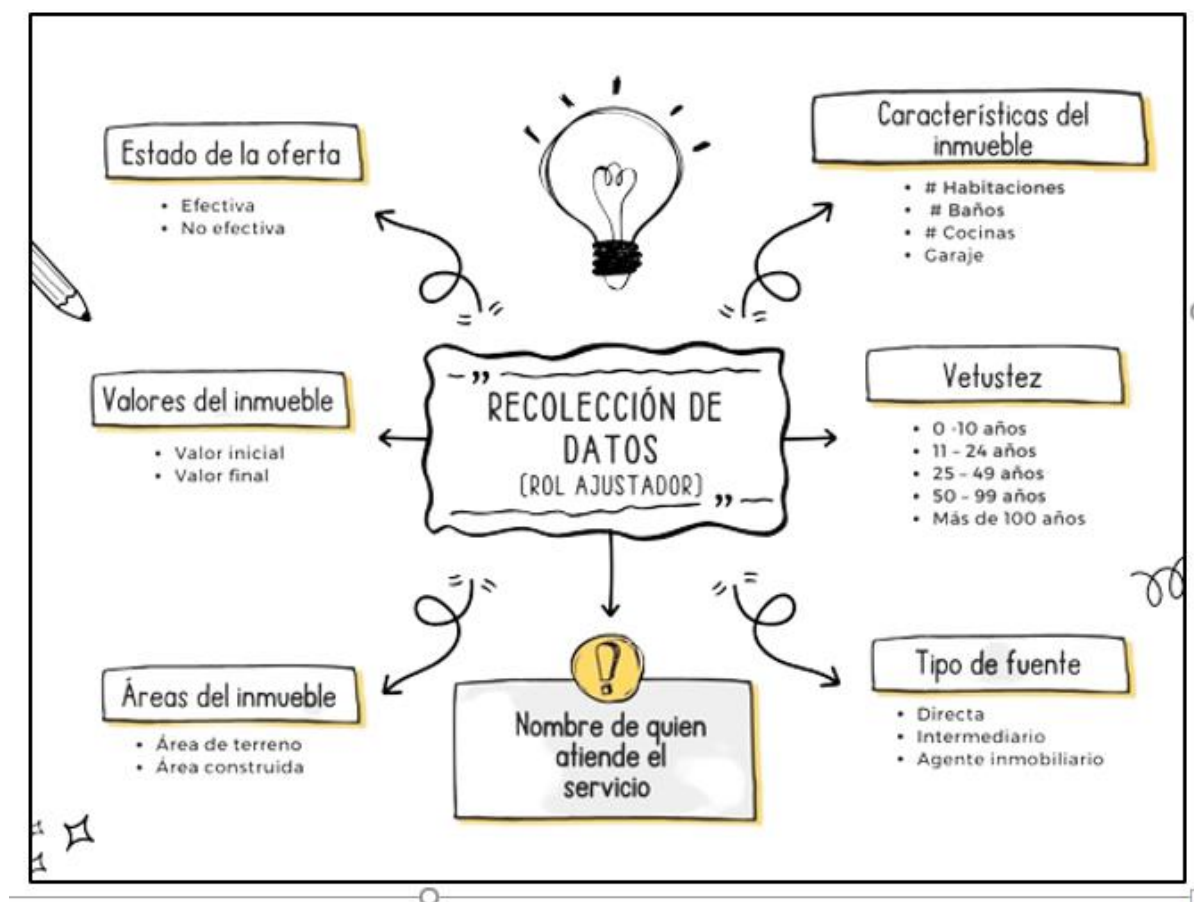 Estado de la oferta
• Efectiva
• No efectiva
Características del
inmueble
• # Habitaciones
• # Baños
• # Cocinas
• Garaje
Valores del inmueble
• Valor inicial
• Valor final
RECOLECCIÓN DE
DATOS
(ROL AJUSTADOR)
Vetustez
• 0 -10 años
• 11 – 24 años
• 25 – 49 años
• 50 – 99 años
• Más de 100 años
Áreas del inmueble
• Área de terreno
• Área construida
Nombre de quien
atiende el
servicio
Tipo de fuente
• Directa
• Intermediario
• Agente inmobiliario